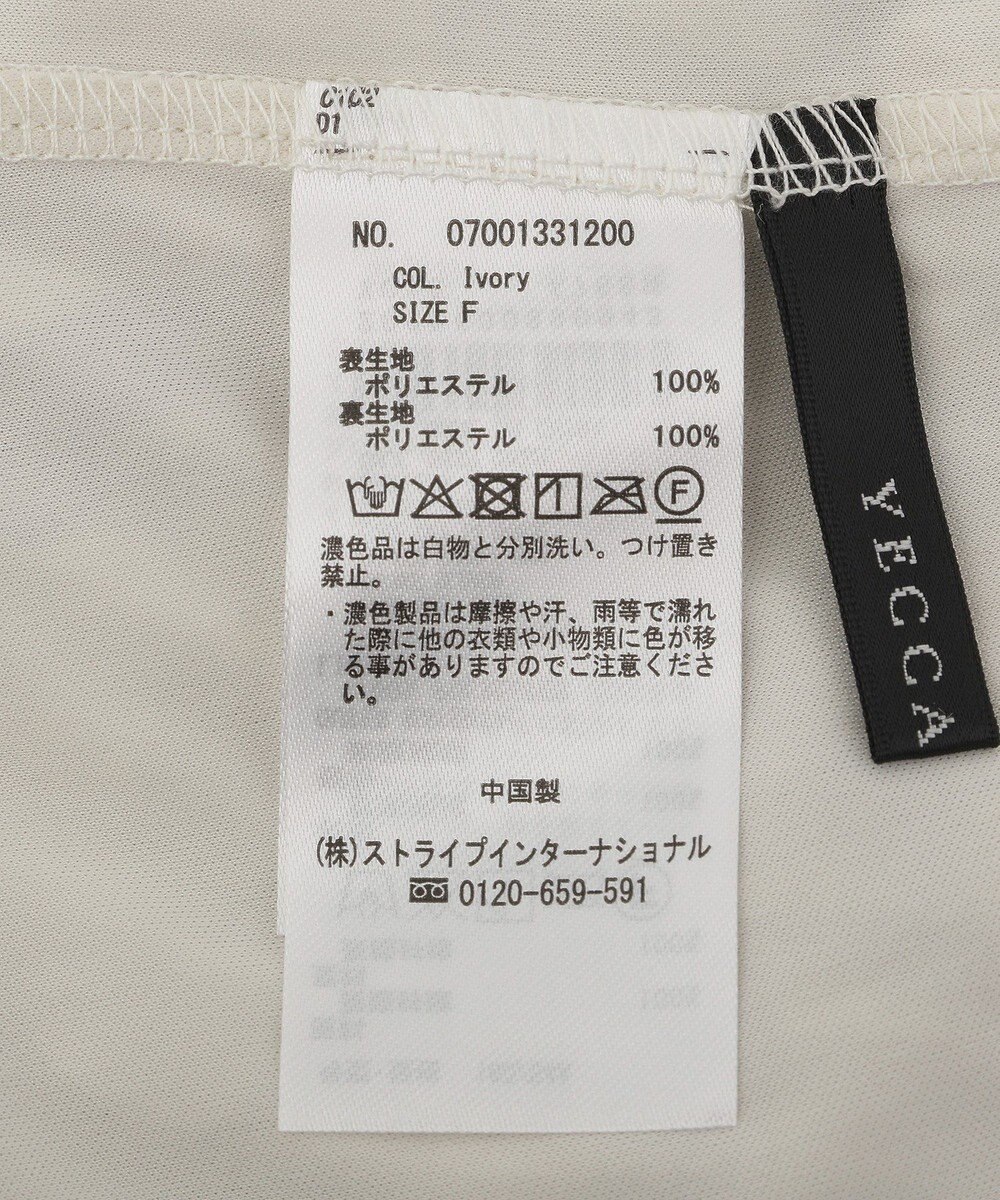 01
NO. 07001331200
COL. Ivory
SIZE F
表生地
ポリエステル 100%
裏生地
ポリエステル 100%
F
濃色品は白物と分別洗い。つけ置き
禁止。
・濃色製品は摩擦や汗、雨等で濡れ
た際に他の衣類や小物類に色が移
る事がありますのでご注意くださ
い。
中国製
(株)ストライプインターナショナル
0120-659-591
YECCA